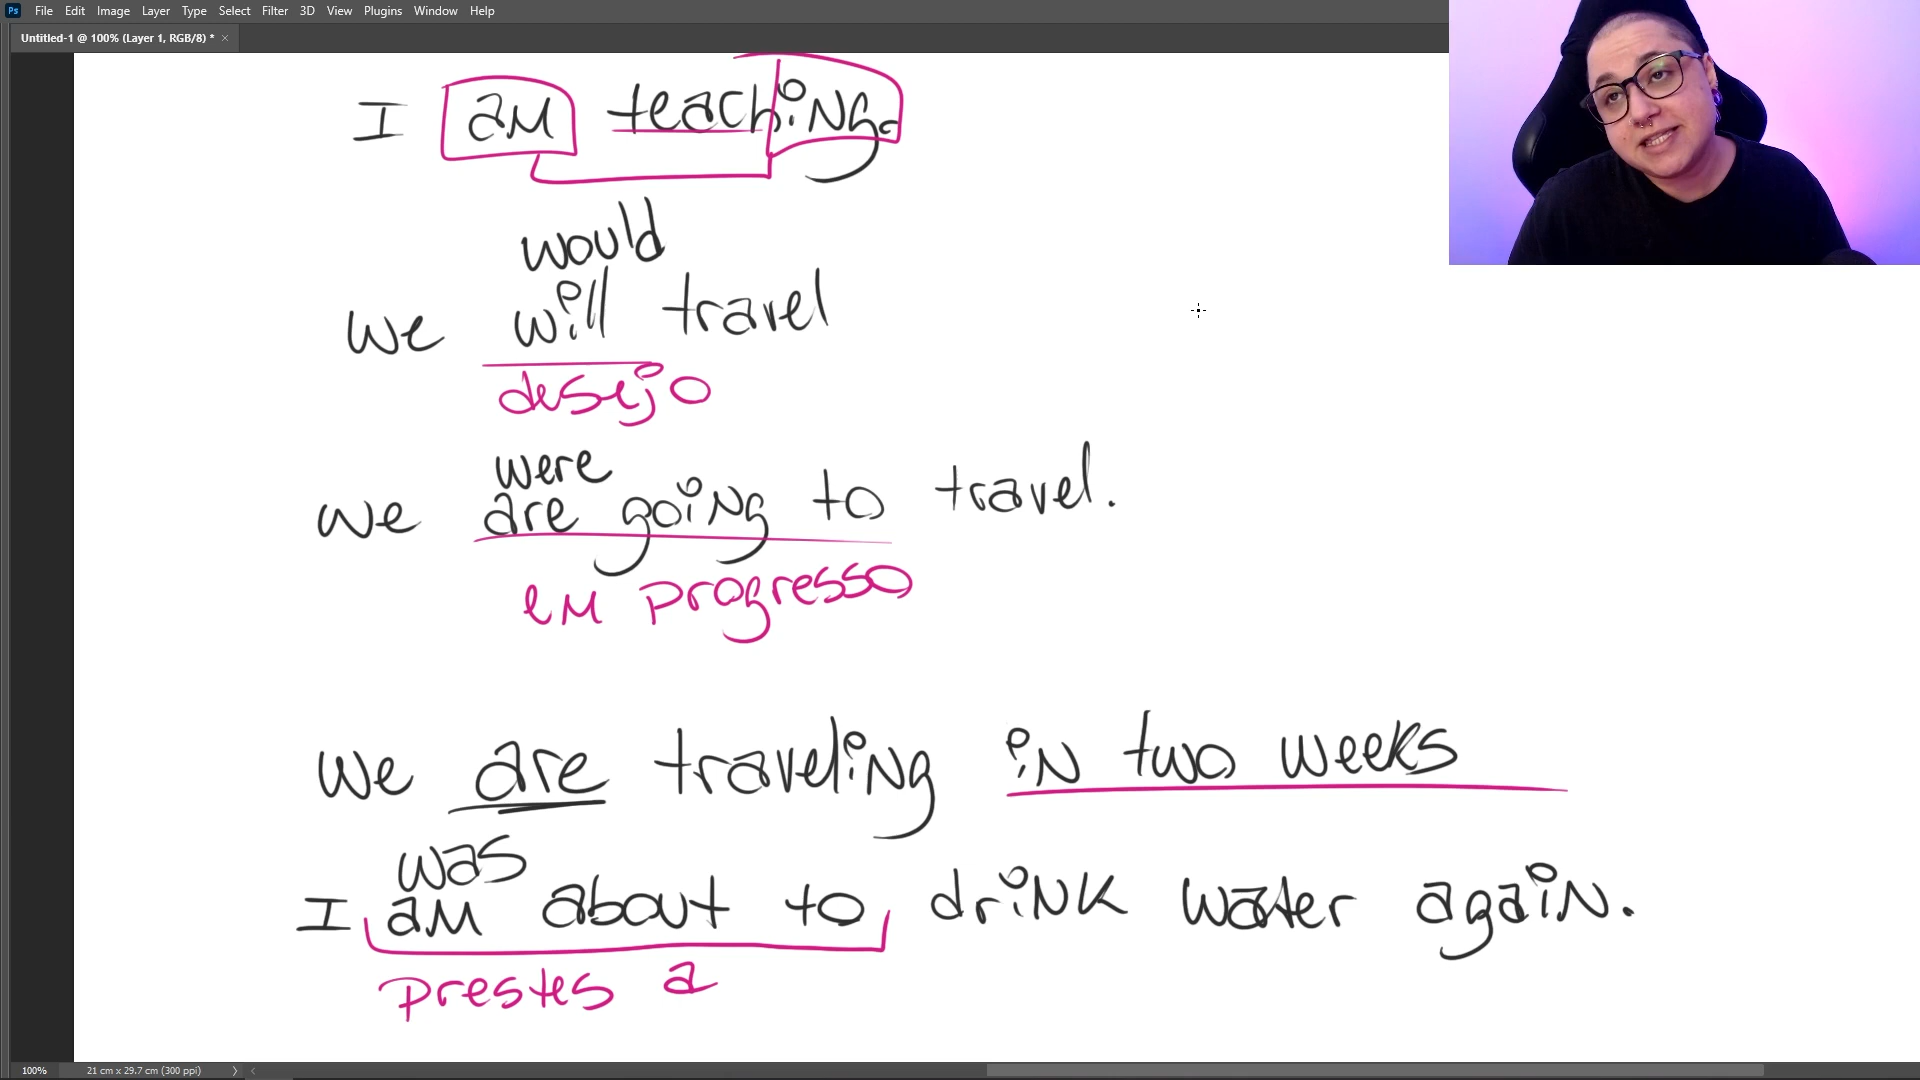 Ps File Edit Image Layer Type Select Filter 3D View Plugins Window Help
Untitled-1 @ 100% (Layer 1, RGB/8) * ×
I am teaching.
would
we will travel
desejo
were
we are going to travel.
em progresso
we are traveling in two weeks
was
I am about to drink water again.
prestes a
100% 21 cm x 29.7 cm (300 ppi)